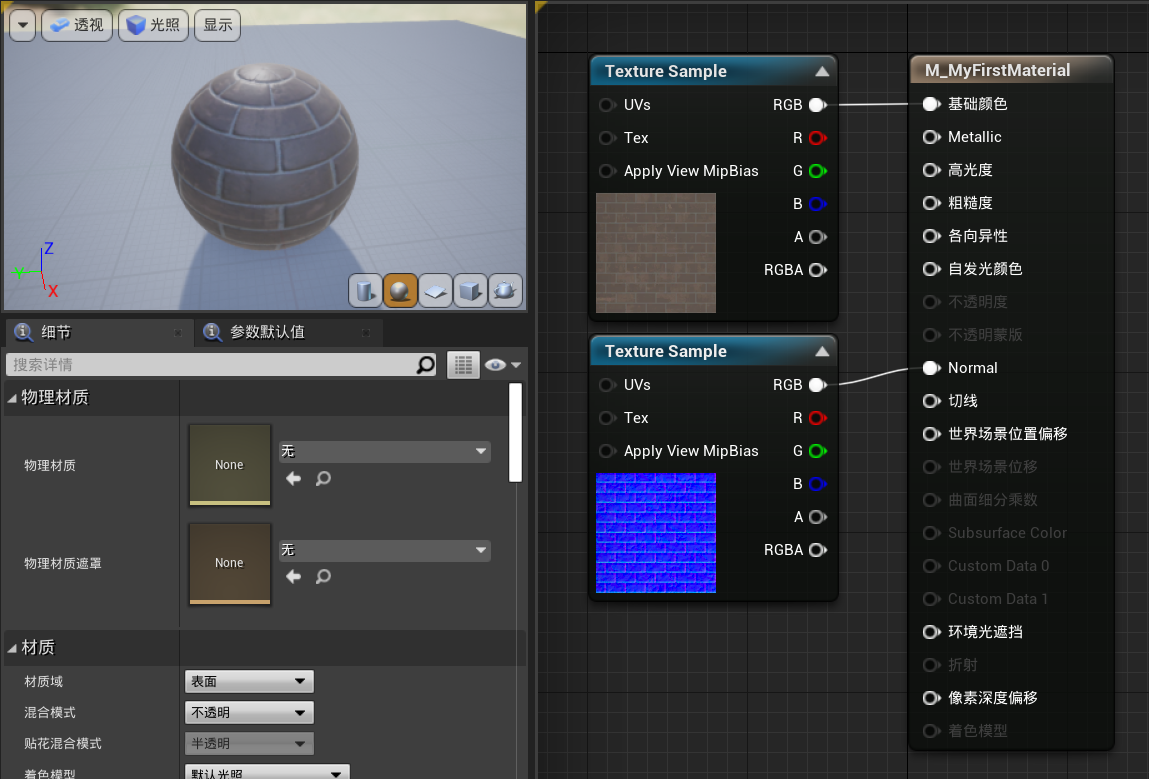 透视
光照
显示
Z
X
细节
参数默认值
搜索详情
物理材质
物理材质
None
无
物理材质遮罩
None
无
材质
材质域
表面
混合模式
不透明
贴花混合模式
半透明
着色模型
默认光照
Texture Sample
UVs
RGB
Tex
R
Apply View MipBias
G
B
A
RGBA
Texture Sample
UVs
RGB
Tex
R
Apply View MipBias
G
B
A
RGBA
M_MyFirstMaterial
基础颜色
Metallic
高光度
粗糙度
各向异性
自发光颜色
不透明度
不透明蒙版
Normal
切线
世界场景位置偏移
世界场景位移
曲面细分乘数
Subsurface Color
Custom Data 0
Custom Data 1
环境光遮挡
折射
像素深度偏移
着色模型